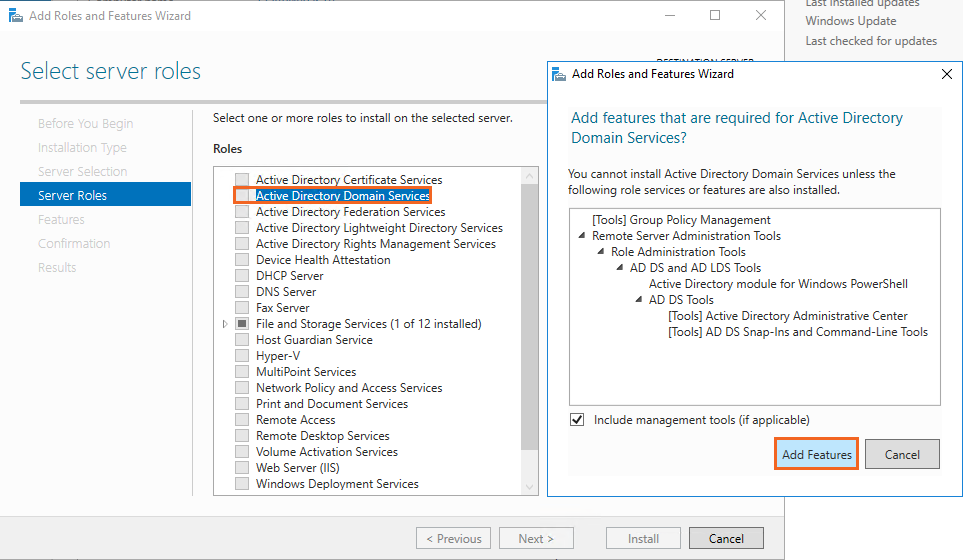 Add Roles and Features Wizard
Select server roles
Before You Begin
Installation Type
Server Selection
Server Roles
Features
Confirmation
Results
Select one or more roles to install on the selected server.
Roles
Active Directory Certificate Services
Active Directory Domain Services
Active Directory Federation Services
Active Directory Lightweight Directory Services
Active Directory Rights Management Services
Device Health Attestation
DHCP Server
DNS Server
Fax Server
File and Storage Services (1 of 12 installed)
Host Guardian Service
Hyper-V
MultiPoint Services
Network Policy and Access Services
Print and Document Services
Remote Access
Remote Desktop Services
Volume Activation Services
Web Server (IIS)
Windows Deployment Services
< Previous
Next >
Install
Cancel
Last installed updates
Windows Update
Last checked for updates
DESTINATION SERVER
Add Roles and Features Wizard
Add features that are required for Active Directory
Domain Services?
You cannot install Active Directory Domain Services unless the
following role services or features are also installed.
[Tools] Group Policy Management
Remote Server Administration Tools
Role Administration Tools
AD DS and AD LDS Tools
Active Directory module for Windows PowerShell
AD DS Tools
[Tools] Active Directory Administrative Center
[Tools] AD DS Snap-Ins and Command-Line Tools
Include management tools (if applicable)
Add Features
Cancel